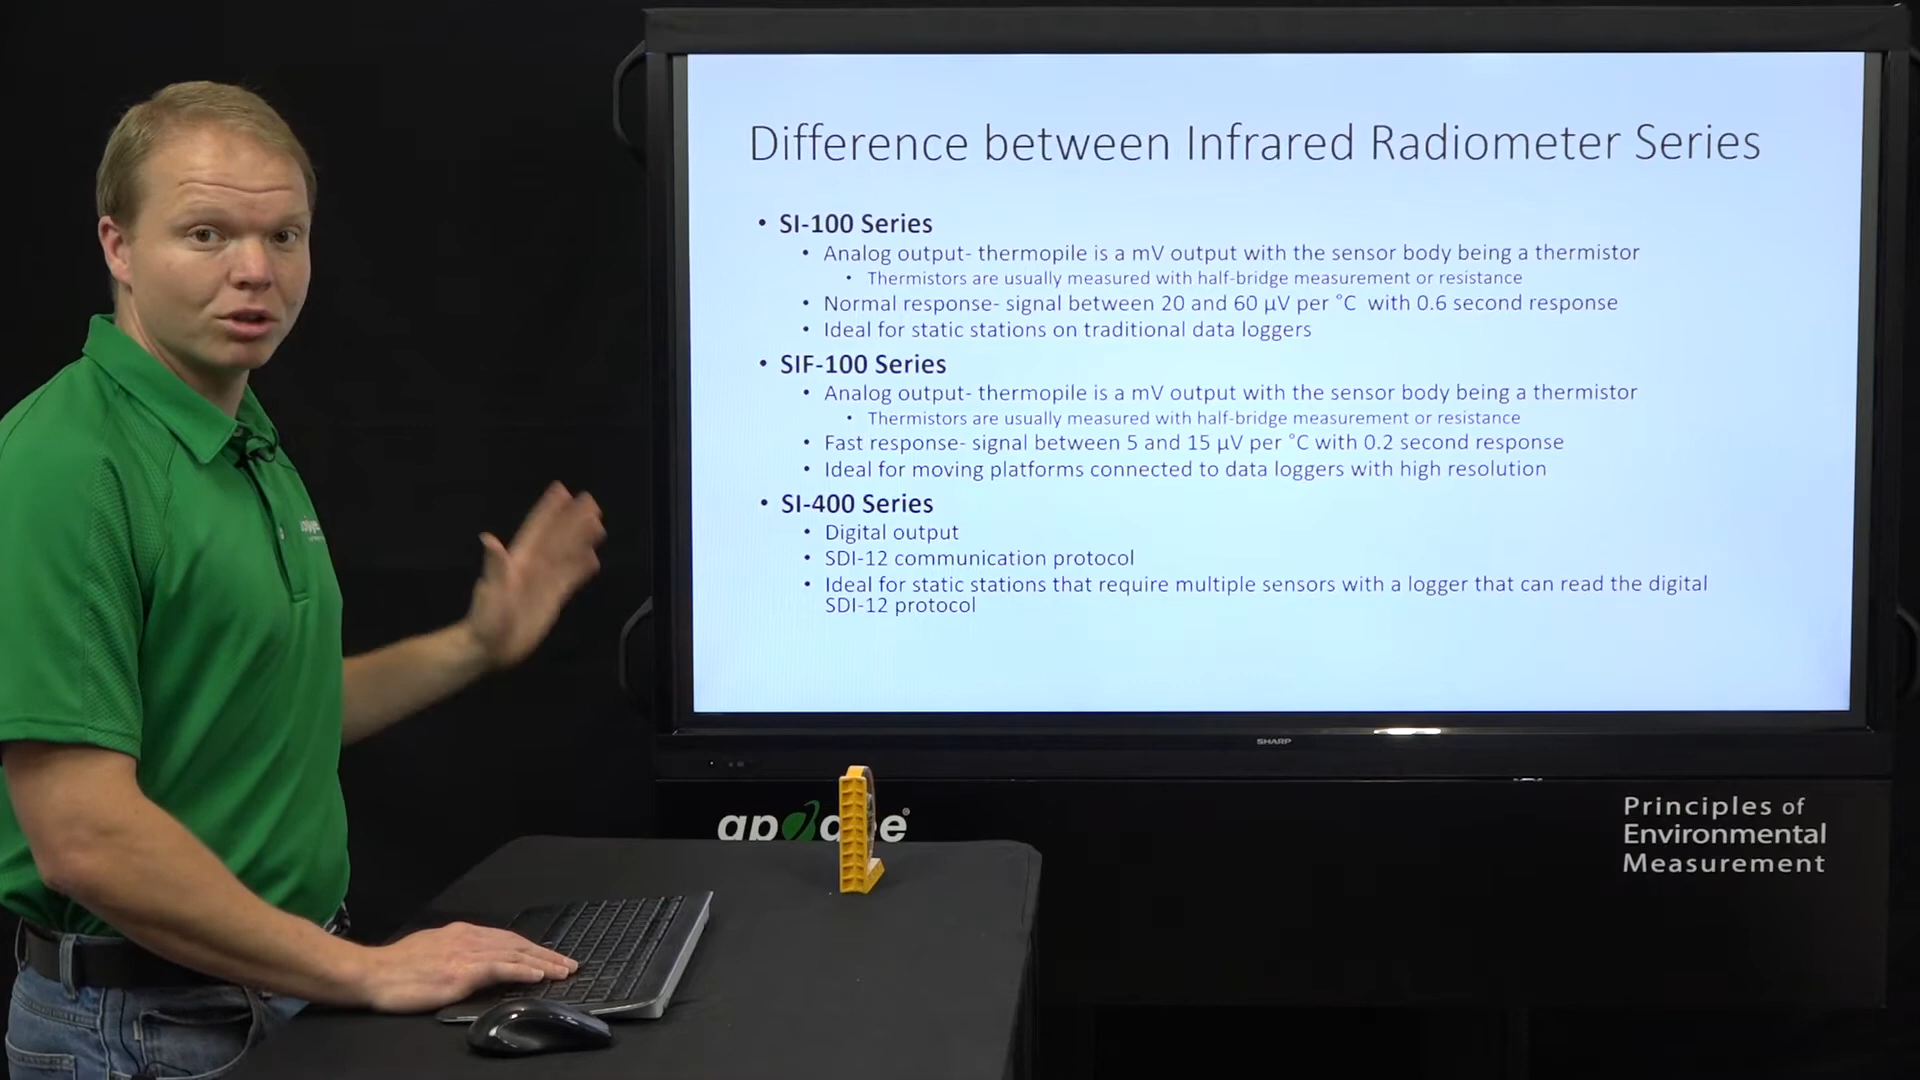 Difference between Infrared Radiometer Series
• SI-100 Series
• Analog output- thermopile is a mV output with the sensor body being a thermistor
• Thermistors are usually measured with half-bridge measurement or resistance
• Normal response- signal between 20 and 60 µV per °C with 0.6 second response
• Ideal for static stations on traditional data loggers
• SIF-100 Series
• Analog output- thermopile is a mV output with the sensor body being a thermistor
• Thermistors are usually measured with half-bridge measurement or resistance
• Fast response- signal between 5 and 15 µV per °C with 0.2 second response
• Ideal for moving platforms connected to data loggers with high resolution
• SI-400 Series
• Digital output
• SDI-12 communication protocol
• Ideal for static stations that require multiple sensors with a logger that can read the digital
SDI-12 protocol
SHARP
apogee®
Principles of
Environmental
Measurement